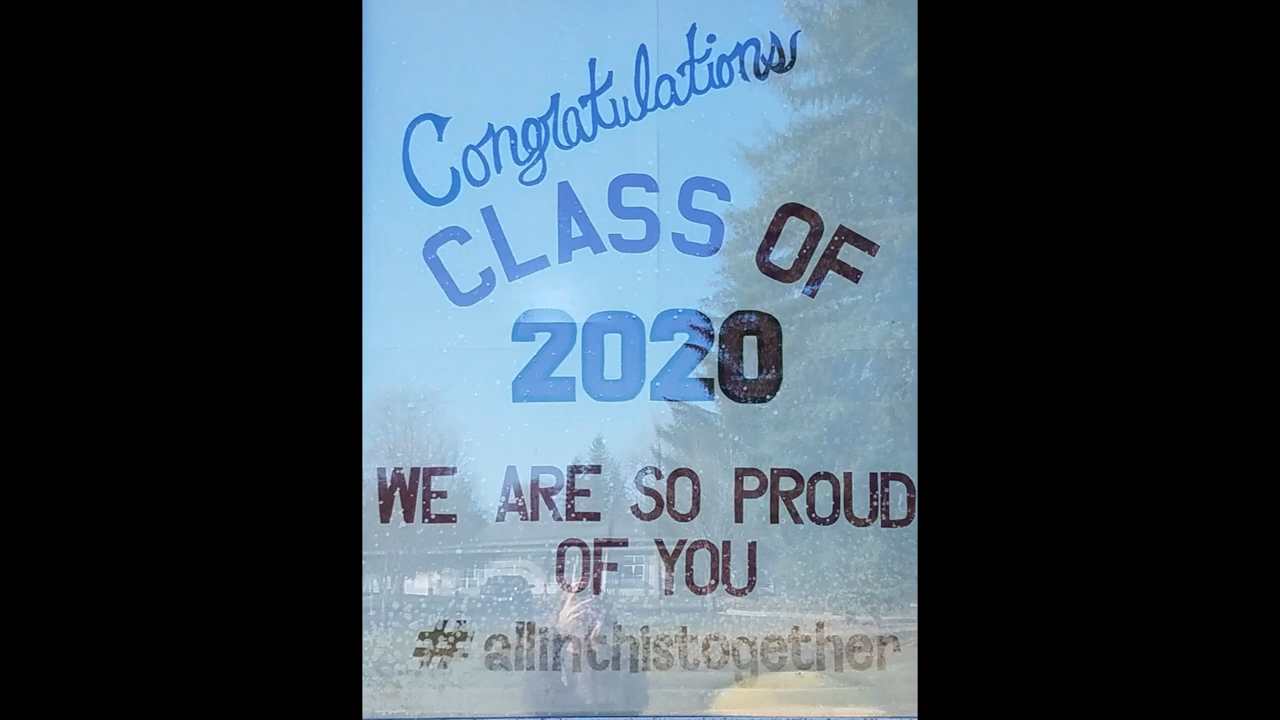 Congratulations
CLASS OF
2020
WE ARE SO PROUD
OF YOU
# allinthistogether